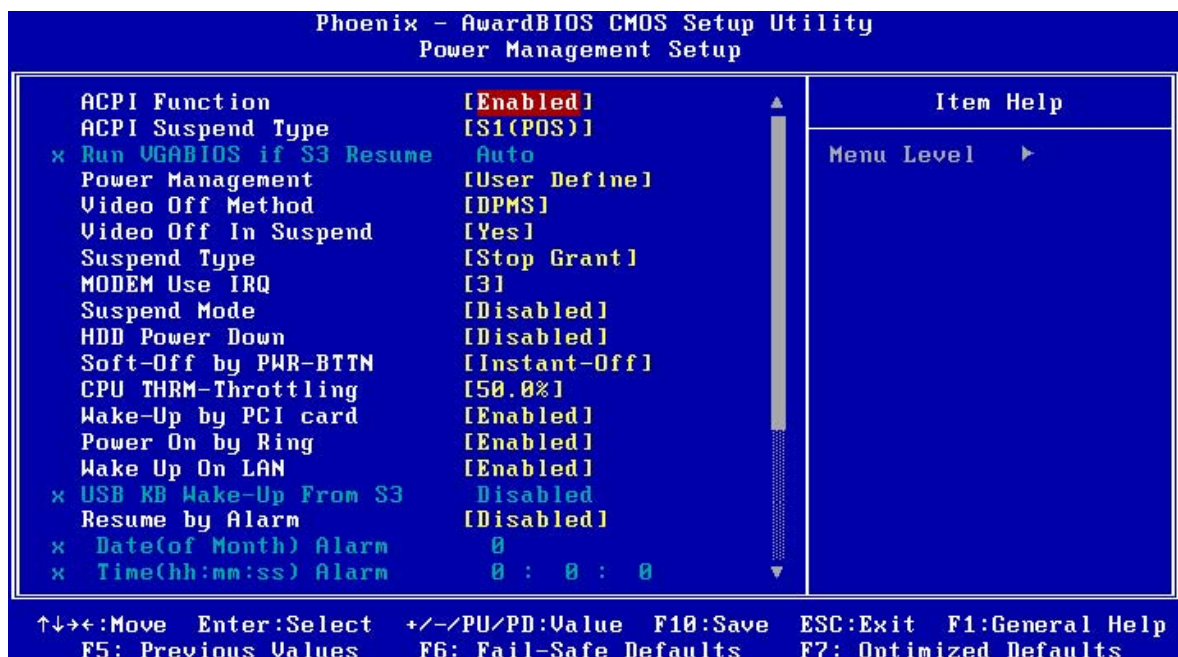 Phoenix - AwardBIOS CMOS Setup Utility
Power Management Setup
ACPI Function [Enabled]
ACPI Suspend Type [S1(POS)]
x Run VGABIOS if S3 Resume Auto
Power Management [User Define]
Video Off Method [DPMS]
Video Off In Suspend [Yes]
Suspend Type [Stop Grant]
MODEM Use IRQ [3]
Suspend Mode [Disabled]
HDD Power Down [Disabled]
Soft-Off by PWR-BTTN [Instant-Off]
CPU THRM-Throttling [50.0%]
Wake-Up by PCI card [Enabled]
Power On by Ring [Enabled]
Wake Up On LAN [Enabled]
x USB KB Wake-Up From S3 Disabled
Resume by Alarm [Disabled]
x Date(of Month) Alarm 0
x Time(hh:mm:ss) Alarm 0 : 0 : 0
Item Help
Menu Level ▶
↑↓→←:Move Enter:Select +/-/PU/PD:Value F10:Save ESC:Exit F1:General Help
F5: Previous Values F6: Fail-Safe Defaults F7: Optimized Defaults